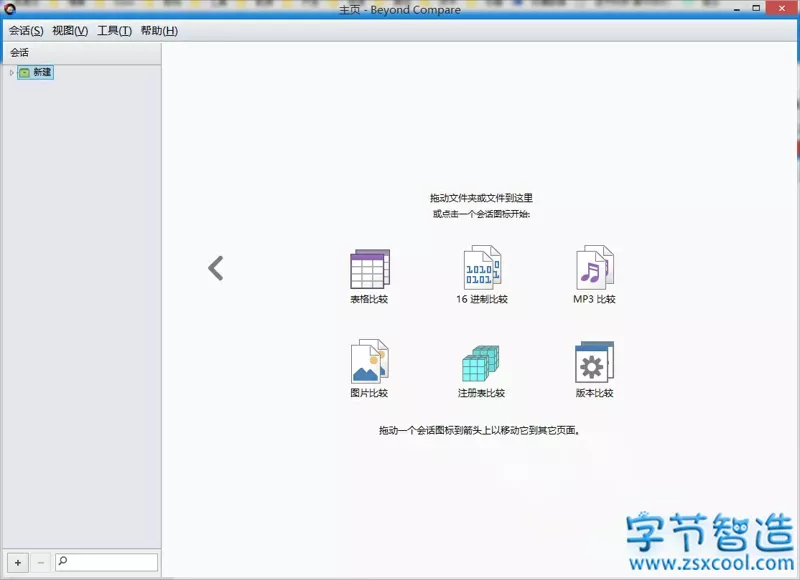 主页 - Beyond Compare
会话(S) 视图(V) 工具(T) 帮助(H)
会话
新建
拖动文件夹或文件到这里
或点击一个会话图标开始:
10101
0101
表格比较 16 进制比较 MP3 比较
图片比较 注册表比较 版本比较
拖动一个会话图标到箭头上以移动它到其它页面。
字节智造
www.zsxcool.com